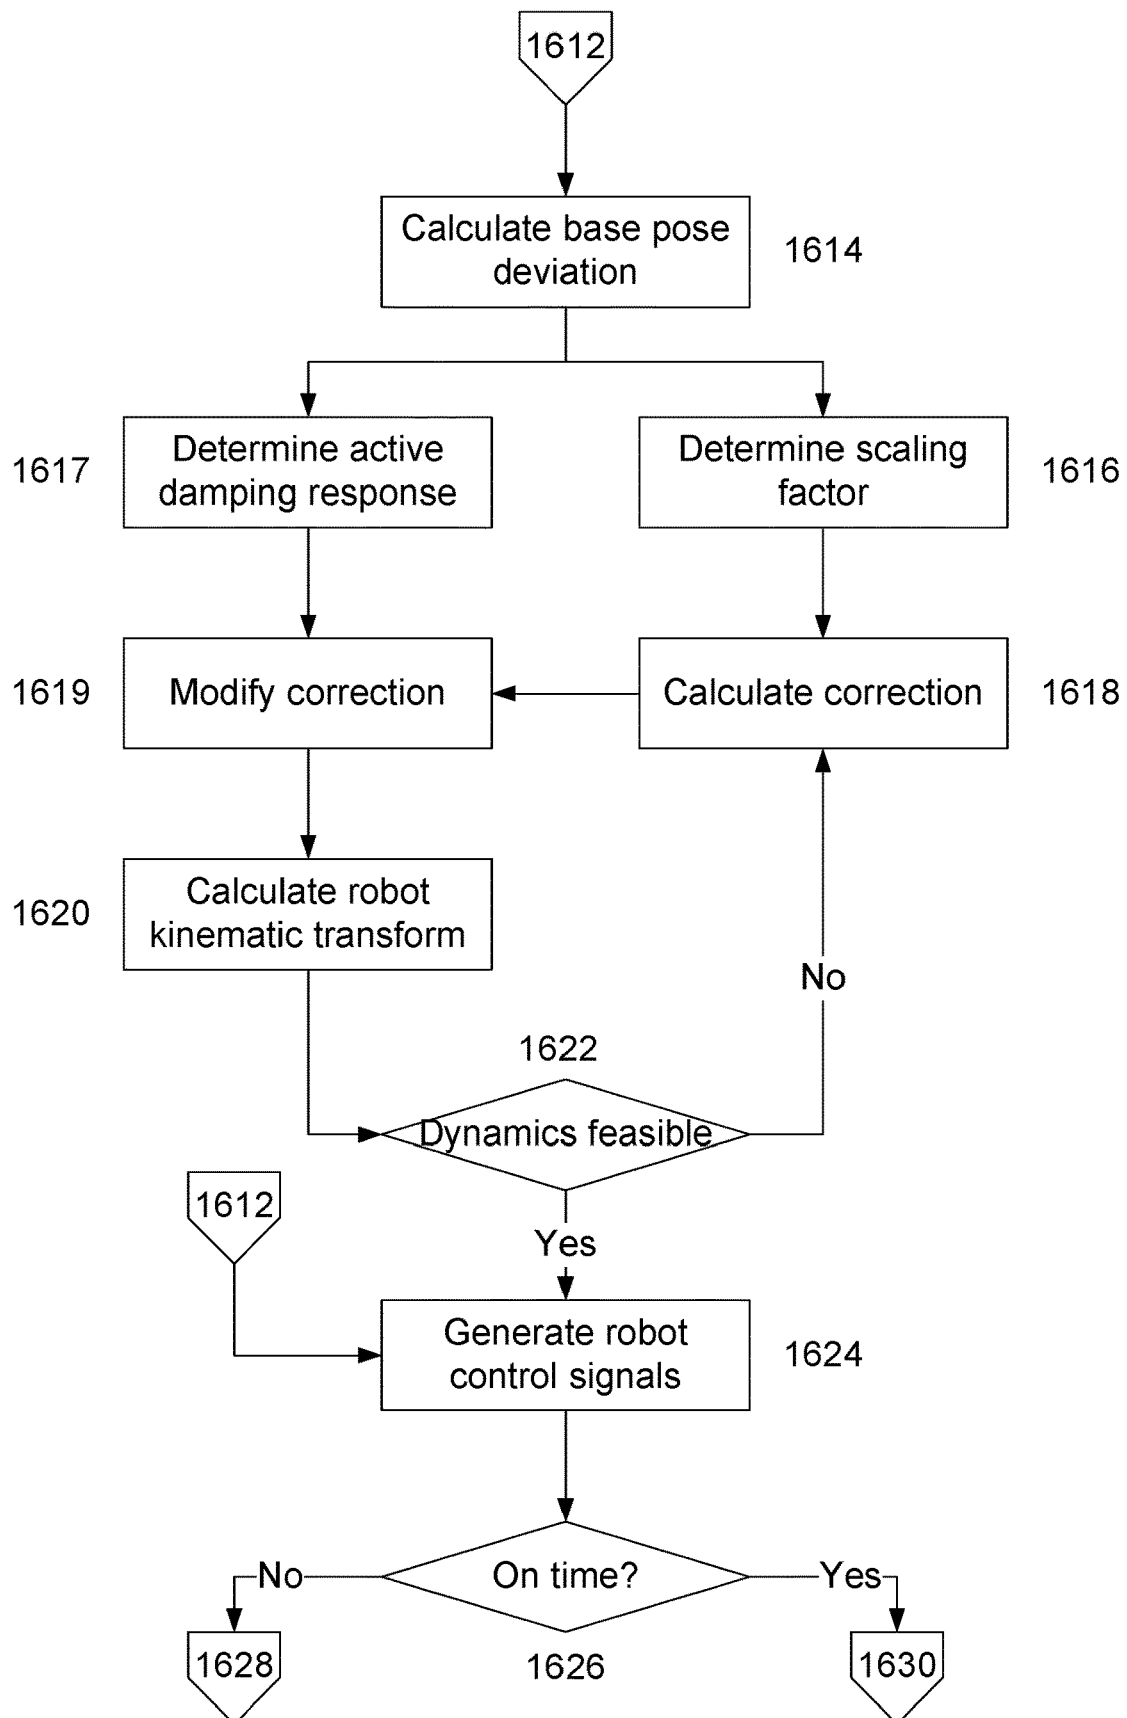 1612
Calculate base pose
deviation
1614
1617
Determine active
damping response
Determine scaling
factor
1616
1619
Modify correction
Calculate correction
1618
1620
Calculate robot
kinematic transform
No
1622
Dynamics feasible
1612
Yes
Generate robot
control signals
1624
No
On time?
Yes
1628
1626
1630